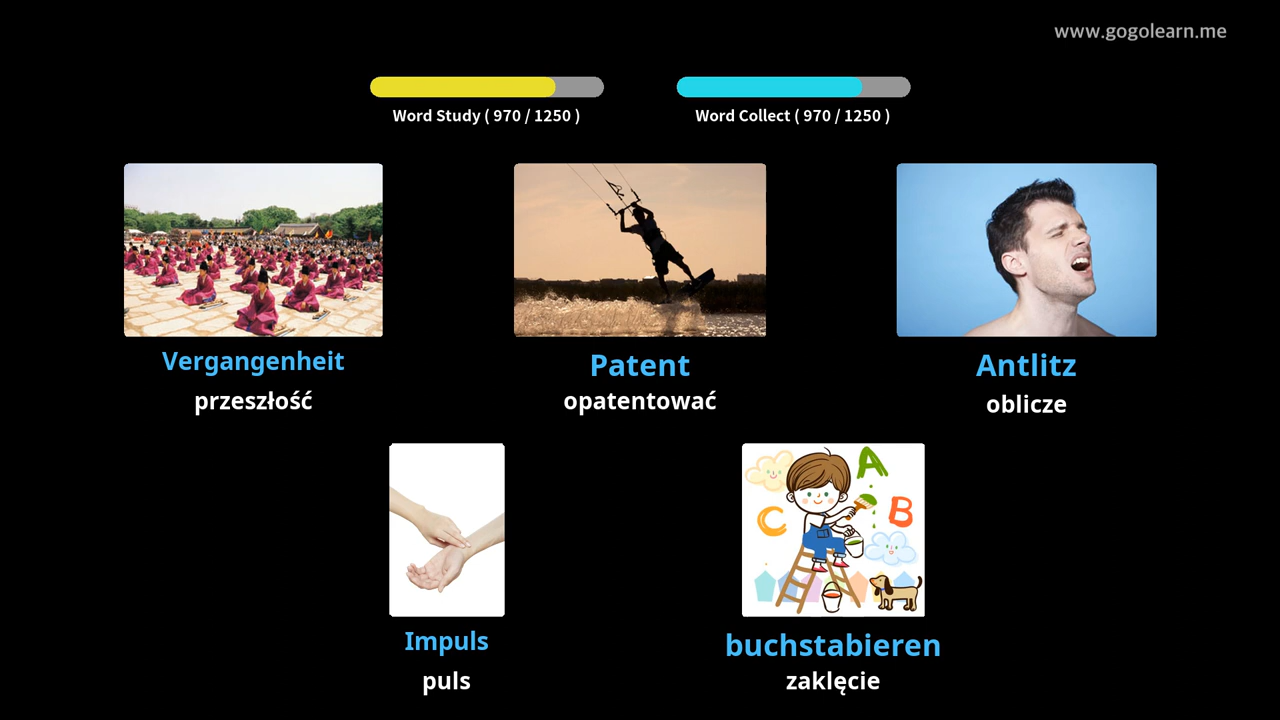 www.gogolearn.me
Word Study ( 970 / 1250 )
Word Collect ( 970 / 1250 )
Vergangenheit
przeszłość
Patent
opatentować
Antlitz
oblicze
Impuls
puls
A
B
C
buchstabieren
zaklęcie